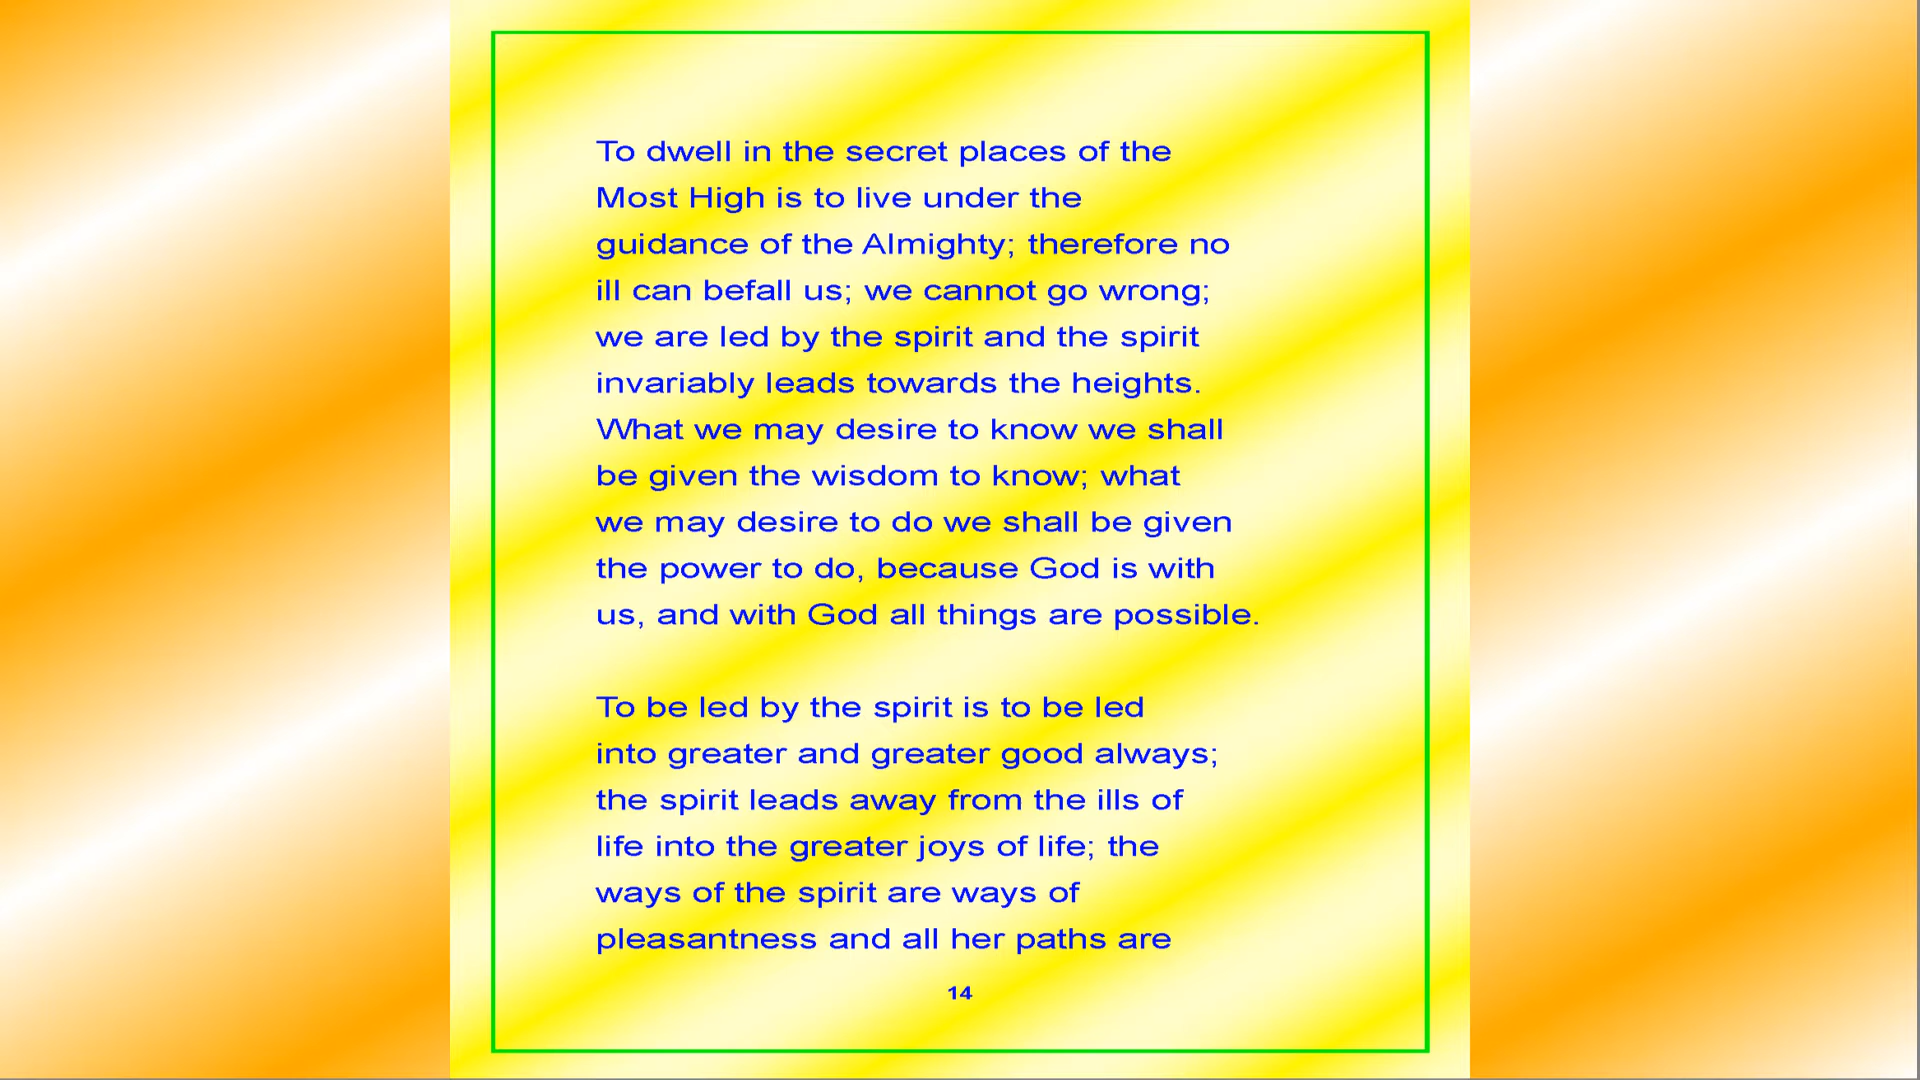 To dwell in the secret places of the
Most High is to live under the
guidance of the Almighty; therefore no
ill can befall us; we cannot go wrong;
we are led by the spirit and the spirit
invariably leads towards the heights.
What we may desire to know we shall
be given the wisdom to know; what
we may desire to do we shall be given
the power to do, because God is with
us, and with God all things are possible.
To be led by the spirit is to be led
into greater and greater good always;
the spirit leads away from the ills of
life into the greater joys of life; the
ways of the spirit are ways of
pleasantness and all her paths are
14